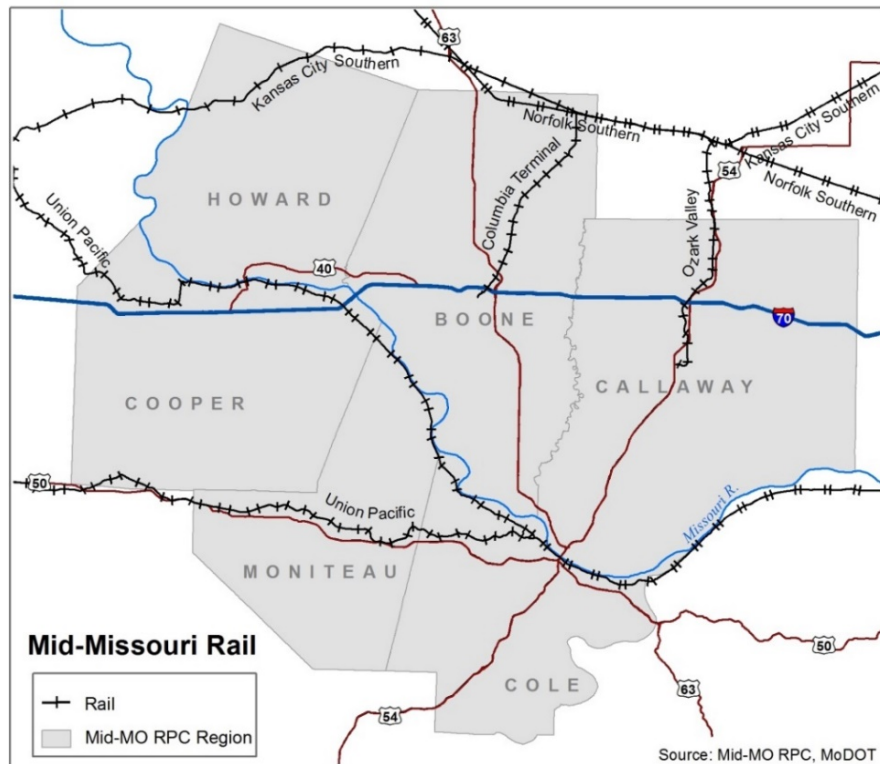 63
Kansas City Southern
Norfolk Southern
Kansas City Southern
54
Norfolk Southern
Columbia Terminal
Ozark Valley
HOWARD
Union Pacific
40
BOONE
70
CALLAWAY
COOPER
50
Union Pacific
Missouri R.
MONITEAU
Mid-Missouri Rail
Rail
Mid-MO RPC Region
COLE
50
63
54
Source: Mid-MO RPC, MoDOT